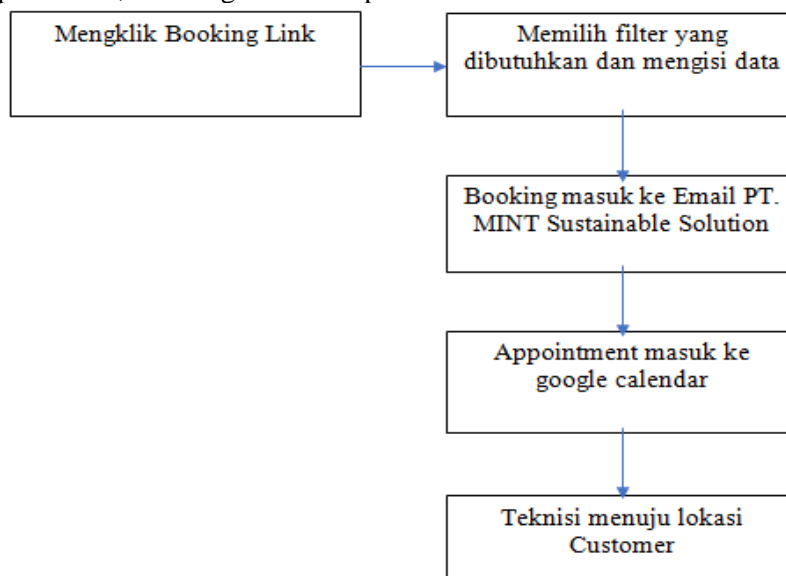 Mengklik Booking Link
Memilih filter yang
dibutuhkan dan mengisi data
Booking masuk ke Email PT.
MINT Sustainable Solution
Appointment masuk ke
google calendar
Teknisi menuju lokasi
Customer